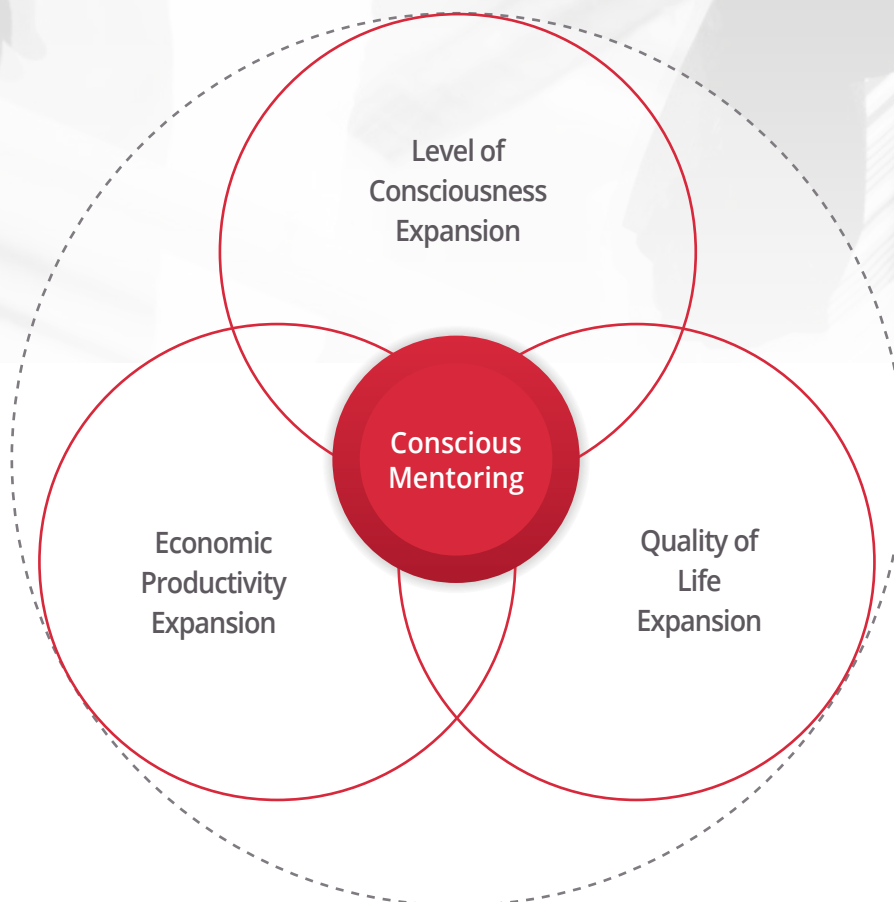 Level of
Consciousness
Expansion
Conscious
Mentoring
Economic
Productivity
Expansion
Quality of
Life
Expansion